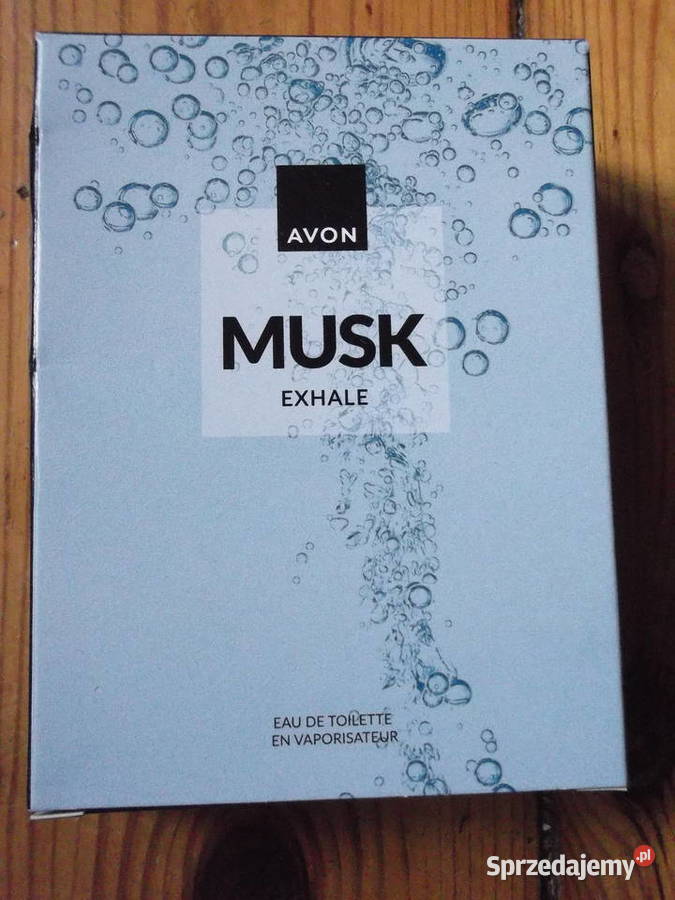 AVON
MUSK
EXHALE
EAU DE TOILETTE
EN VAPORISATEUR
Sprzedajemy.pl